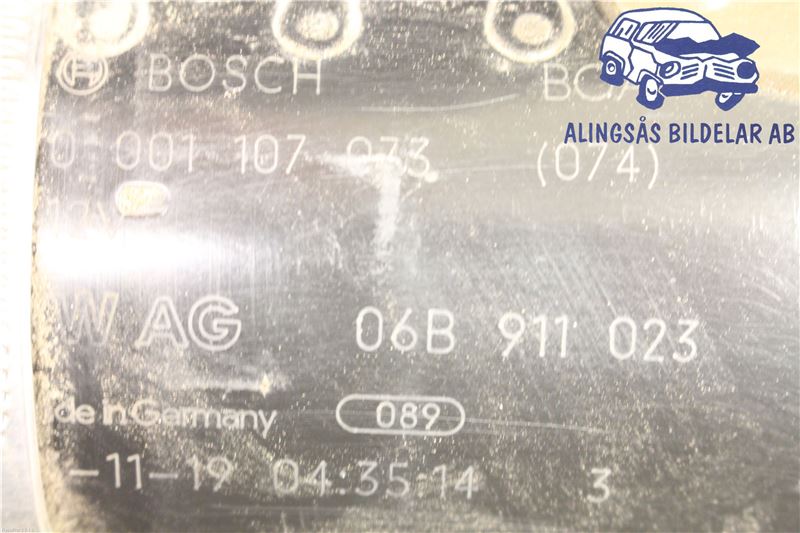 BOSCH
ALINGSÅS BILDELAR AB
0 001 107 073 (074)
W AG 06B 911 023
de in Germany 089
-11-19 04:35:14 3